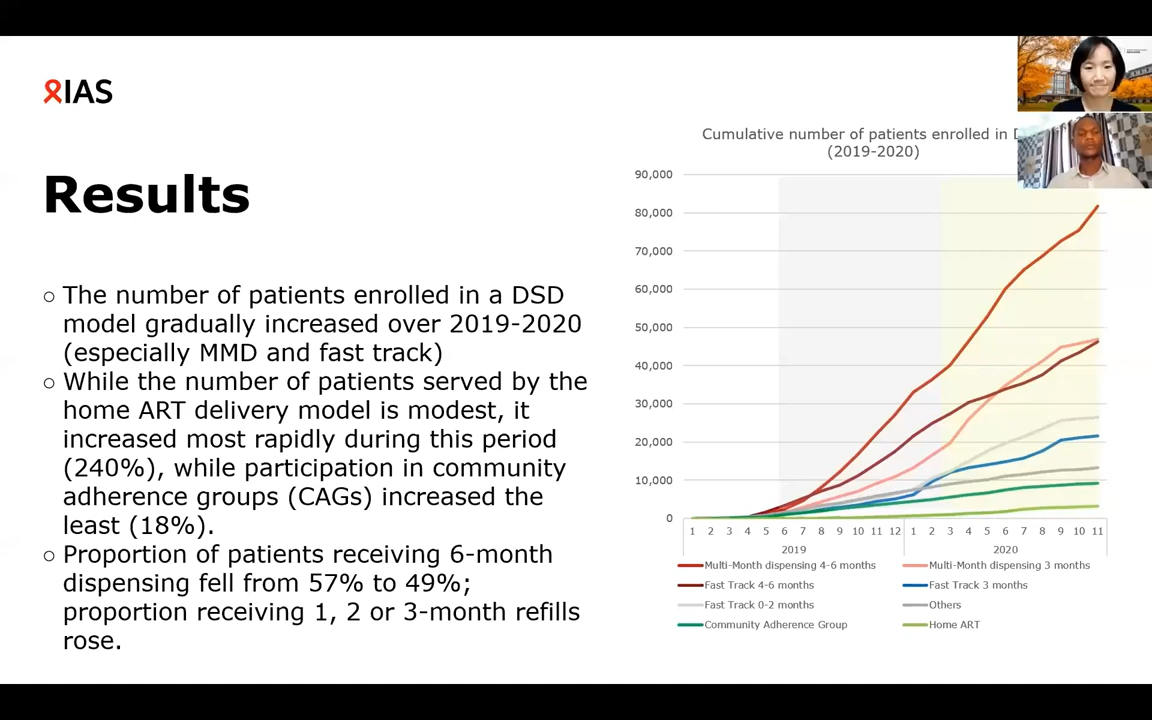 IAS
Results
○ The number of patients enrolled in a DSD
model gradually increased over 2019-2020
(especially MMD and fast track)
○ While the number of patients served by the
home ART delivery model is modest, it
increased most rapidly during this period
(240%), while participation in community
adherence groups (CAGs) increased the
least (18%).
○ Proportion of patients receiving 6-month
dispensing fell from 57% to 49%;
proportion receiving 1, 2 or 3-month refills
rose.
Cumulative number of patients enrolled in
(2019-2020)
90,000
80,000
70,000
60,000
50,000
40,000
30,000
20,000
10,000
0
1 2 3 4 5 6 7 8 9 10 11 12 1 2 3 4 5 6 7 8 9 10 11
2019 2020
Multi-Month dispensing 4-6 months Multi-Month dispensing 3 months
Fast Track 4-6 months Fast Track 3 months
Fast Track 0-2 months Others
Community Adherence Group Home ART